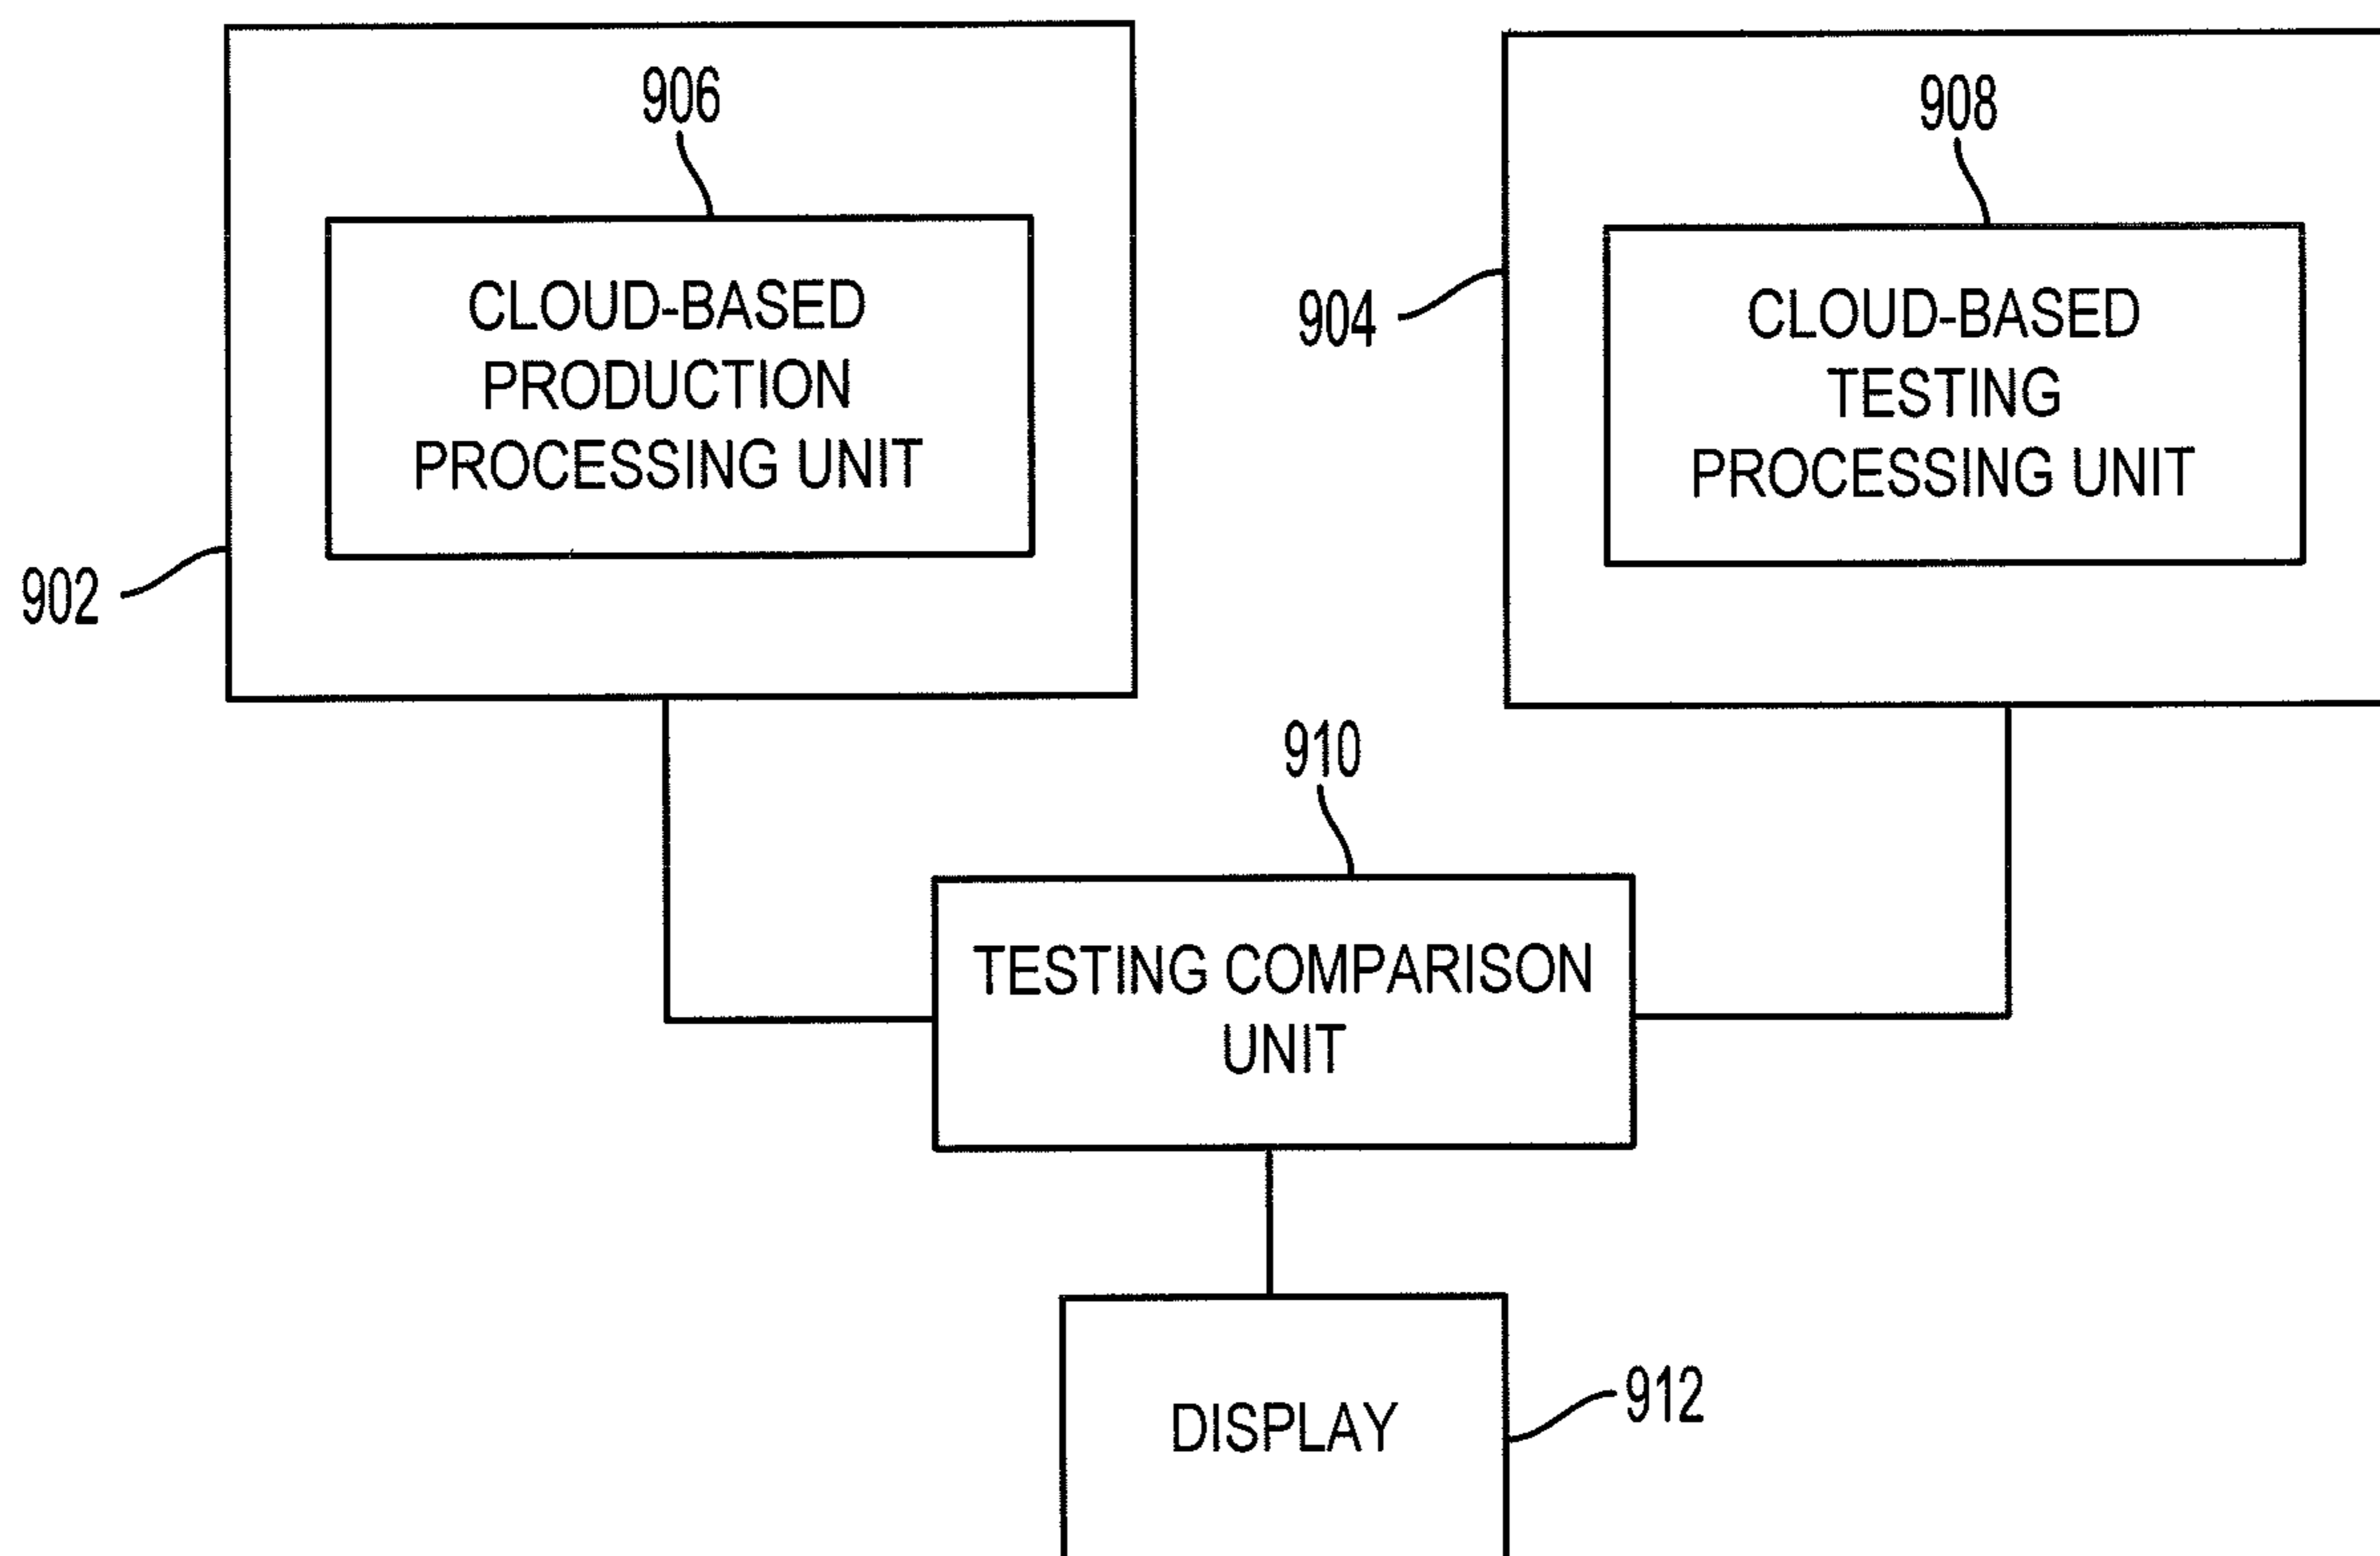 906
CLOUD-BASED
PRODUCTION
PROCESSING UNIT
902
908
CLOUD-BASED
TESTING
PROCESSING UNIT
904
910
TESTING COMPARISON
UNIT
DISPLAY
912